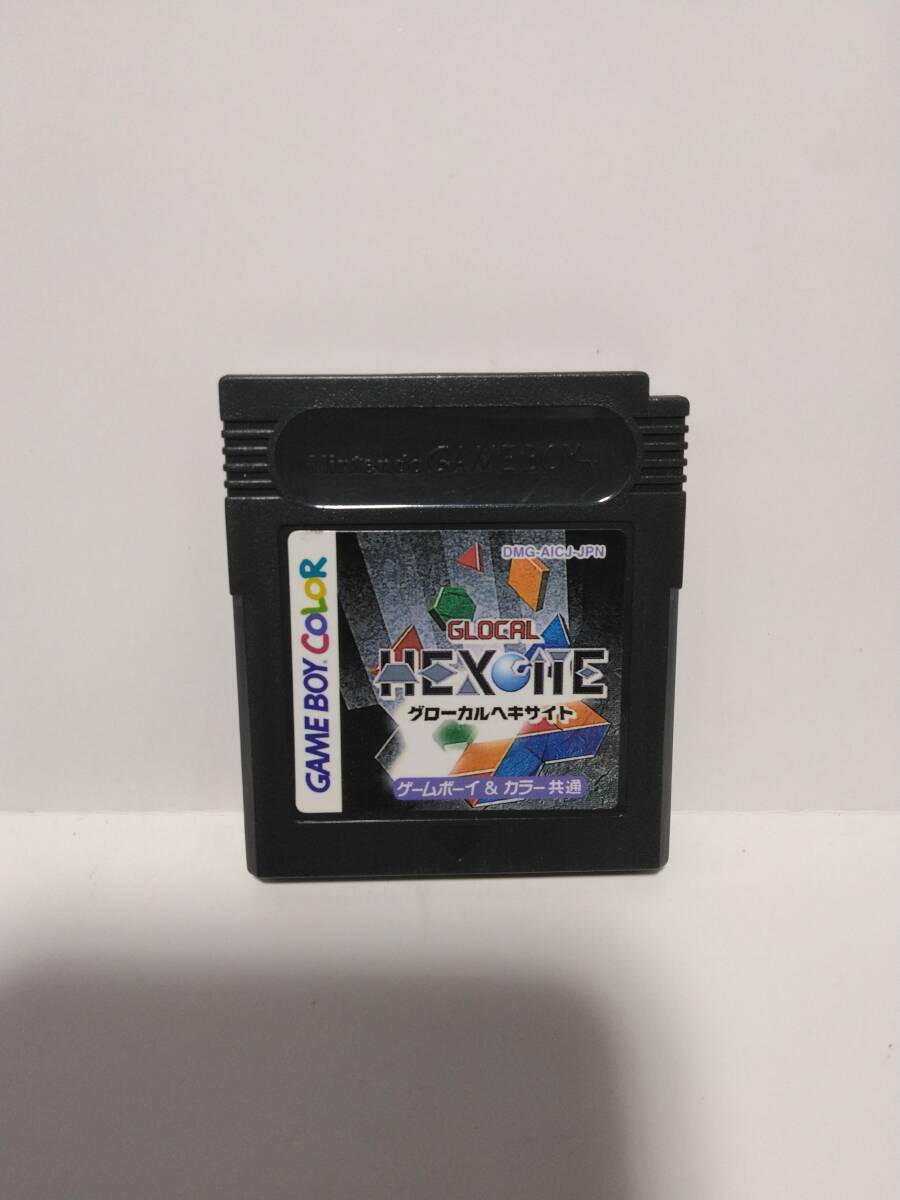 Nintendo GAME BOY
GAME BOY COLOR
DMG-AICJ-JPN
GLOCAL
HEXCITE
グローカルヘキサイト
ゲームボーイ & カラー 共通